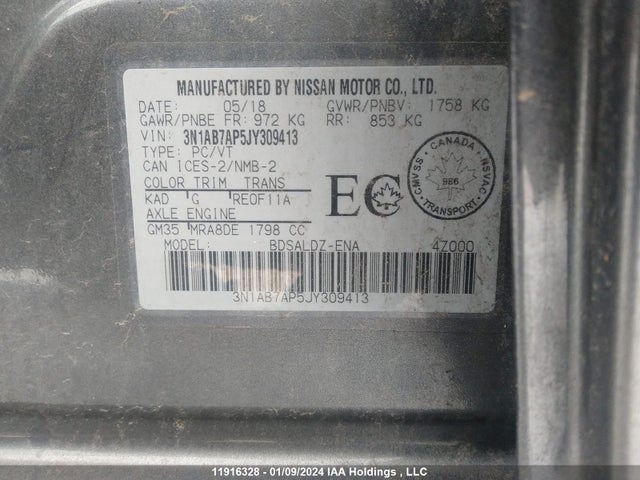 MANUFACTURED BY NISSAN MOTOR CO., LTD.
DATE: 05/18 GVWR/PNBV: 1758 KG
GAWR/PNBE FR: 972 KG RR: 853 KG
VIN: 3N1AB7AP5JY309413
TYPE: PC/VT
CAN ICES-2/NMB-2
COLOR TRIM TRANS
KAD G RE0F11A
AXLE ENGINE
GM35 MRA8DE 1798 CC
EC
CANADA
CMVSS NSVAC
986
TRANSPORT
MODEL: BDSALDZ-ENA 4Z000
3N1AB7AP5JY309413
11916328 - 01/09/2024 IAA Holdings , LLC